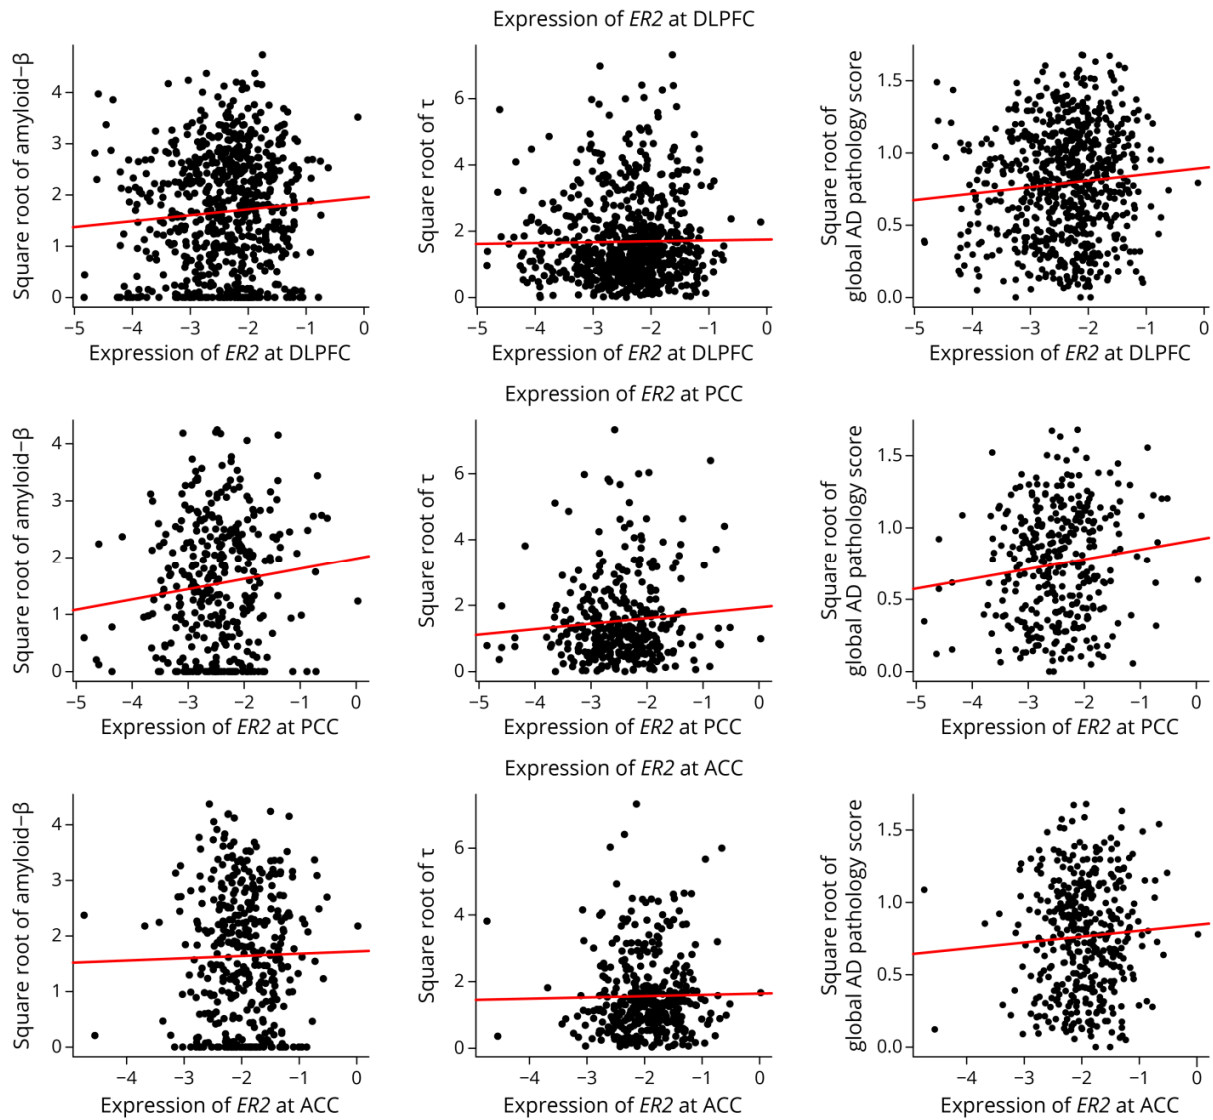 Expression of ER2 at DLPFC
Square root of amyloid−β
4
3
2
1
0
−5 −4 −3 −2 −1 0
Expression of ER2 at DLPFC
Square root of τ
6
4
2
0
−5 −4 −3 −2 −1 0
Expression of ER2 at DLPFC
Square root of
global AD pathology score
1.5
1.0
0.5
0.0
−5 −4 −3 −2 −1 0
Expression of ER2 at DLPFC
Expression of ER2 at PCC
Square root of amyloid−β
4
3
2
1
0
−5 −4 −3 −2 −1 0
Expression of ER2 at PCC
Square root of τ
6
4
2
0
−5 −4 −3 −2 −1 0
Expression of ER2 at PCC
Square root of
global AD pathology score
1.5
1.0
0.5
0.0
−5 −4 −3 −2 −1 0
Expression of ER2 at PCC
Expression of ER2 at ACC
Square root of amyloid−β
4
3
2
1
0
−4 −3 −2 −1 0
Expression of ER2 at ACC
Square root of τ
6
4
2
0
−4 −3 −2 −1 0
Expression of ER2 at ACC
Square root of
global AD pathology score
1.5
1.0
0.5
0.0
−4 −3 −2 −1 0
Expression of ER2 at ACC